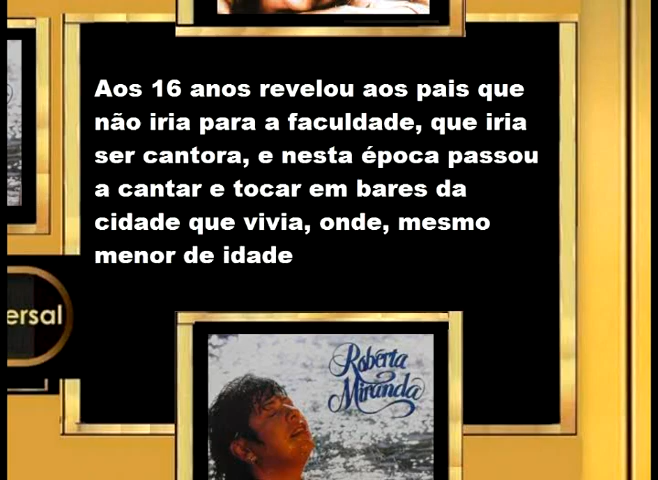 Aos 16 anos revelou aos pais que
não iria para a faculdade, que iria
ser cantora, e nesta época passou
a cantar e tocar em bares da
cidade que vivia, onde, mesmo
menor de idade
ersal
Roberta
Miranda